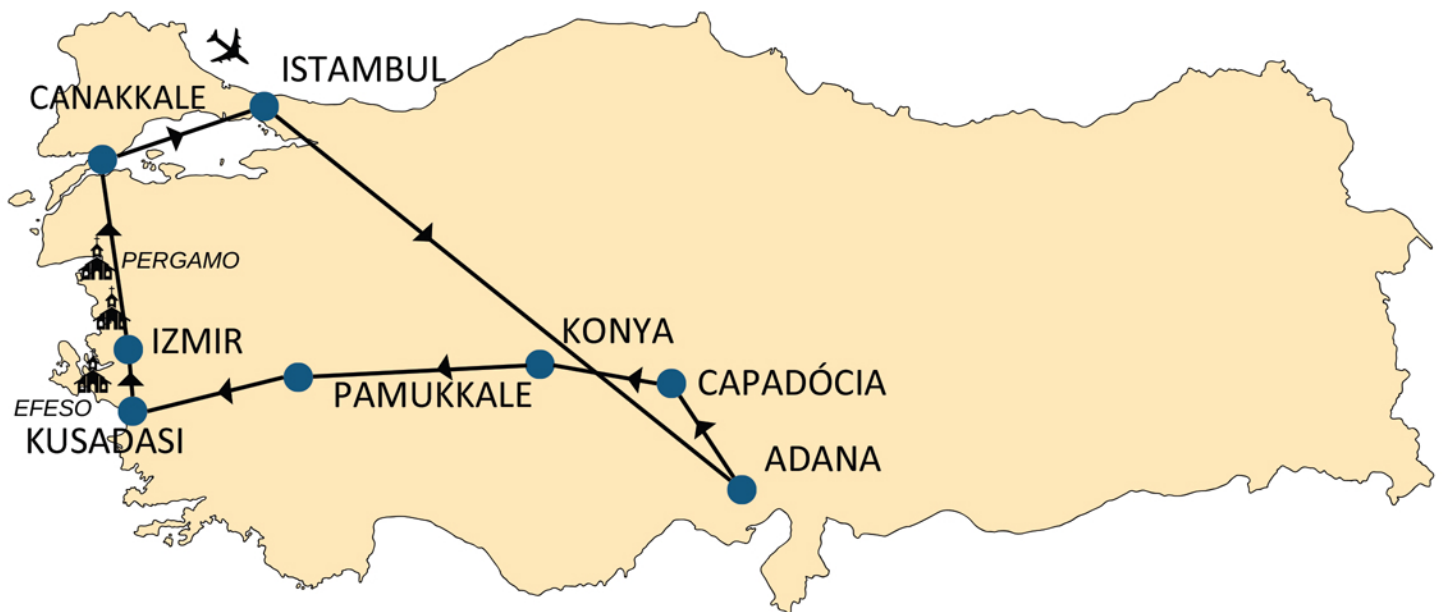 ISTAMBUL
CANAKKALE
PERGAMO
IZMIR
KONYA
PAMUKKALE
CAPADÓCIA
EFESO
KUSADASI
ADANA